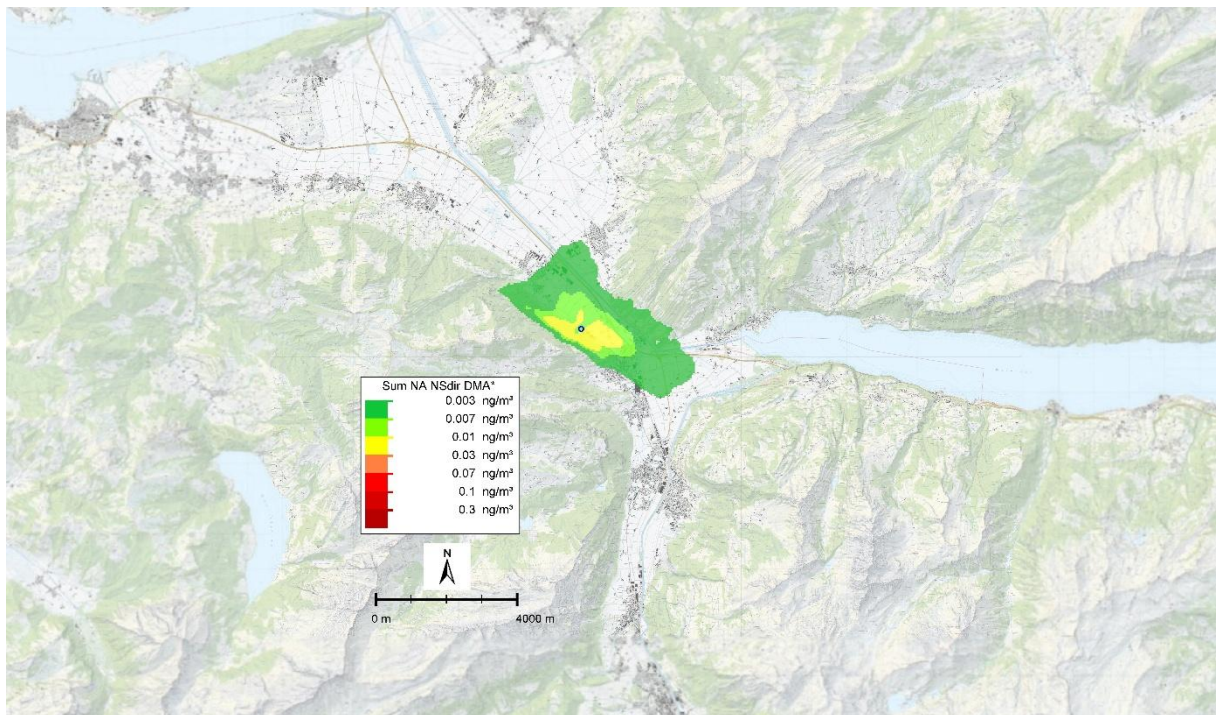 Sum NA NSdir DMA*
0.003 ng/m³
0.007 ng/m³
0.01 ng/m³
0.03 ng/m³
0.07 ng/m³
0.1 ng/m³
0.3 ng/m³
N
0 m 4000 m